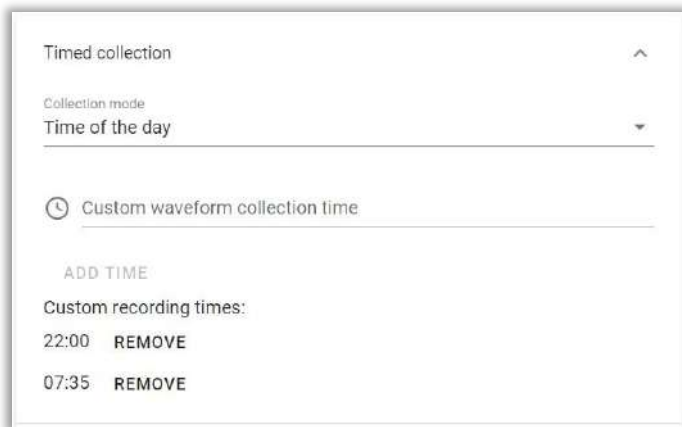 Timed collection
Collection mode
Time of the day
Custom waveform collection time
ADD TIME
Custom recording times:
22:00 REMOVE
07:35 REMOVE